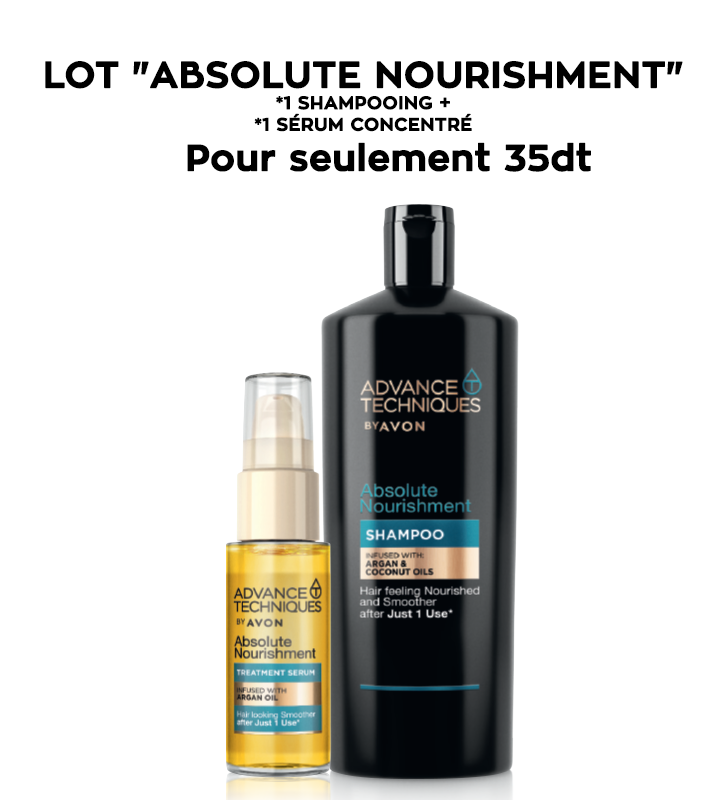 LOT "ABSOLUTE NOURISHMENT"
*1 SHAMPOOING +
*1 SÉRUM CONCENTRÉ
Pour seulement 35dt
ADVANCE
TECHNIQUES
BY AVON
Absolute
Nourishment
SHAMPOO
INFUSED WITH:
ARGAN &
COCONUT OILS
Hair feeling Nourished
and Smoother
after Just 1 Use*
ADVANCE
TECHNIQUES
BY AVON
Absolute
Nourishment
TREATMENT SERUM
INFUSED WITH
ARGAN OIL
Hair looking Smoother
after Just 1 Use*